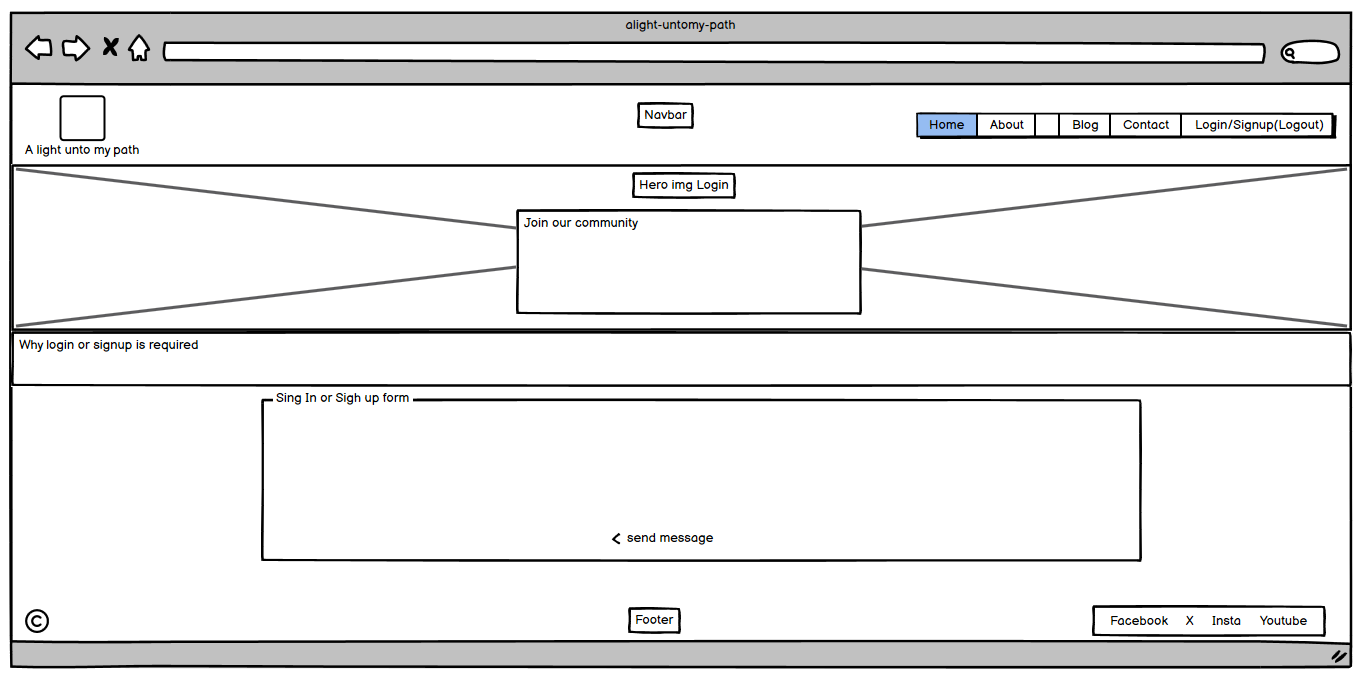 alight-untomy-path
Navbar
Home About Blog Contact Login/Signup(Logout)
A light unto my path
Hero img Login
Join our community
Why login or signup is required
Sing In or Sigh up form
send message
©
Footer
Facebook X Insta Youtube